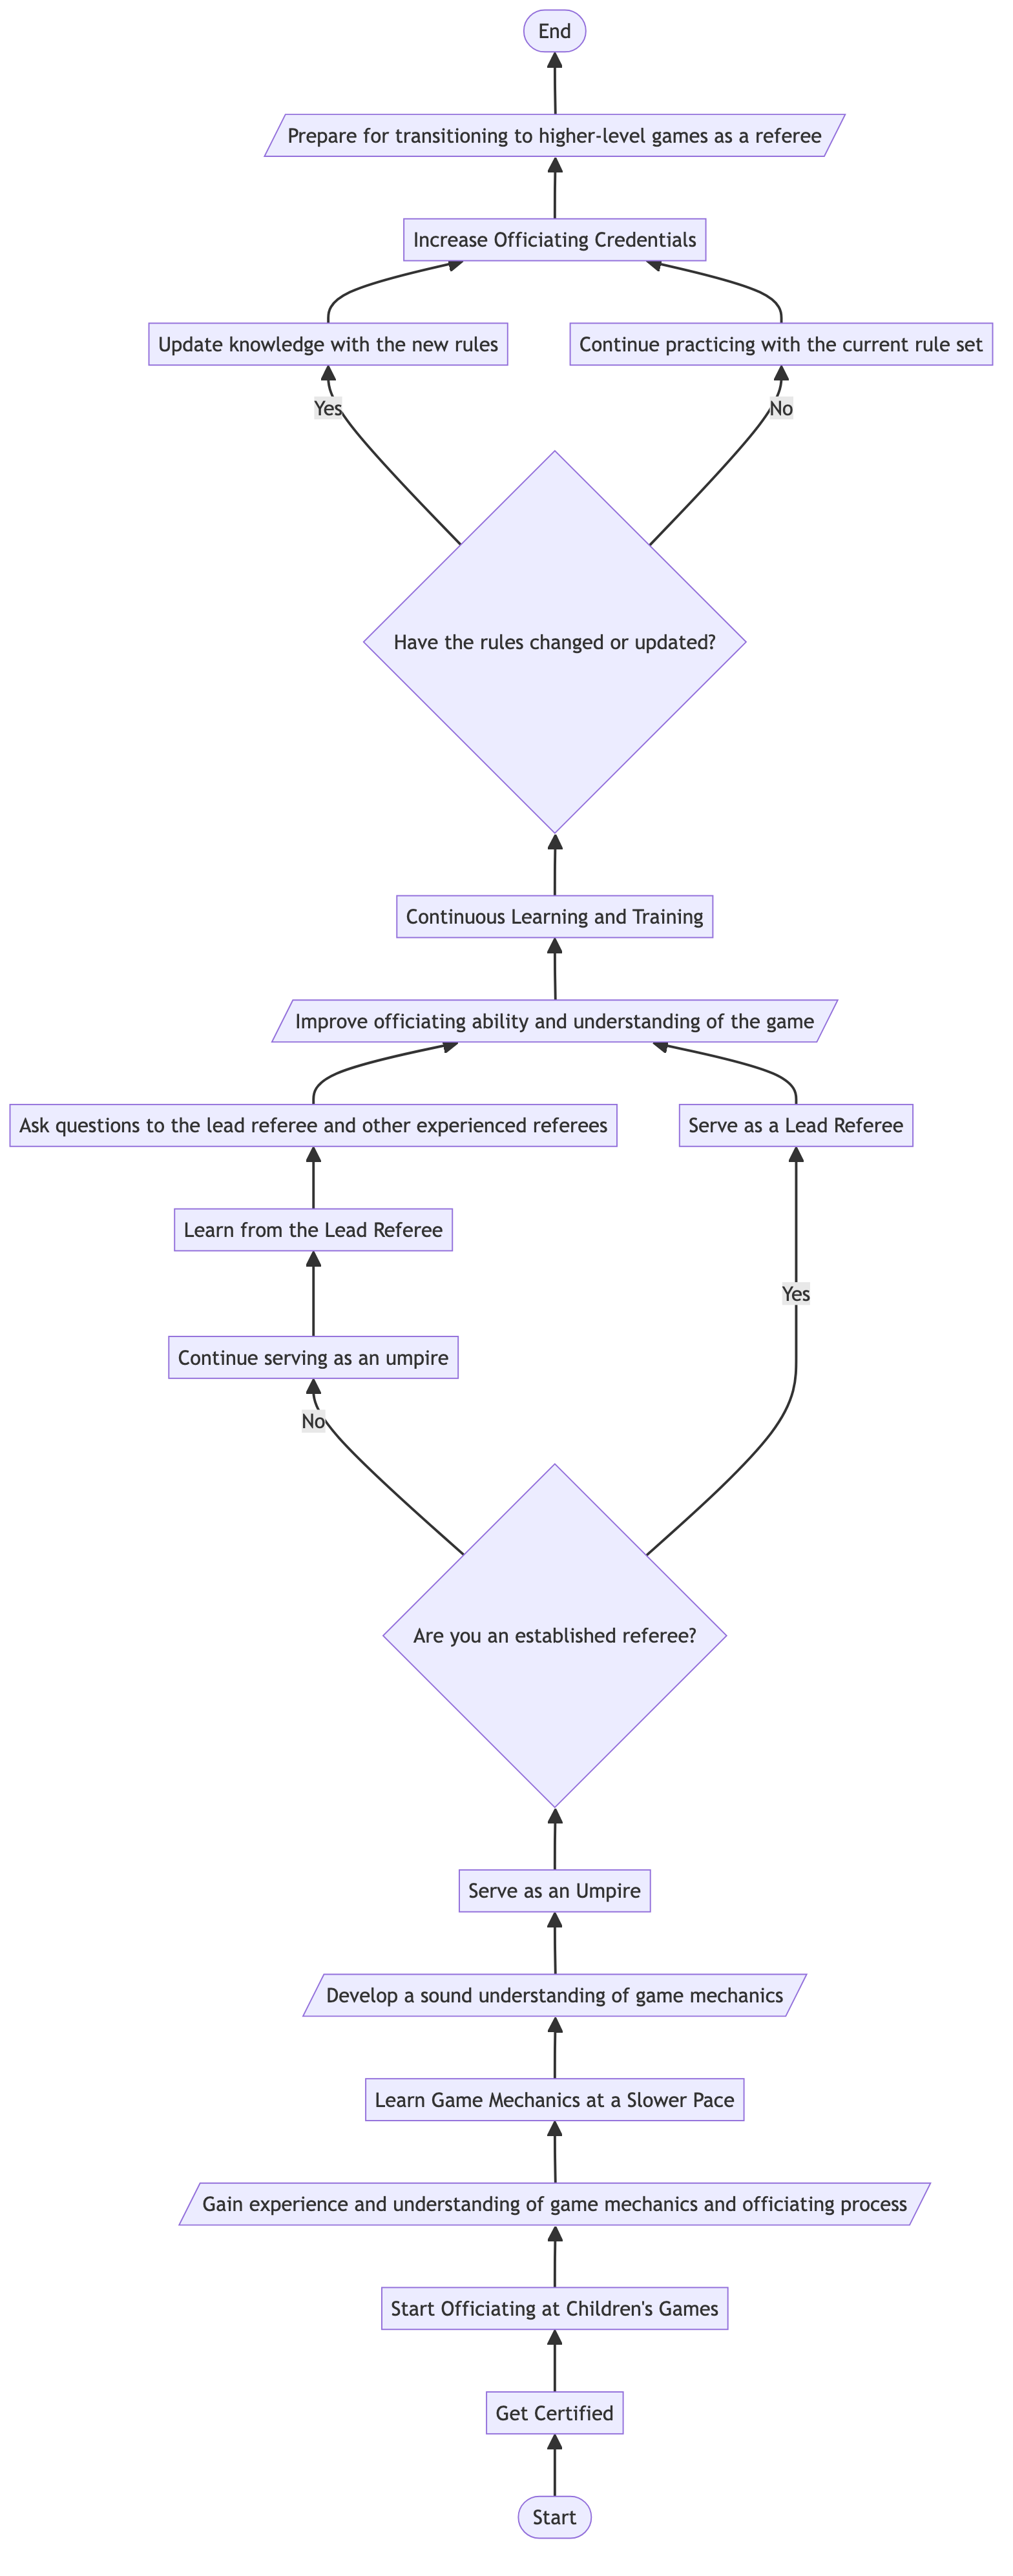 End
Prepare for transitioning to higher-level games as a referee
Increase Officiating Credentials
Update knowledge with the new rules
Continue practicing with the current rule set
Yes
No
Have the rules changed or updated?
Continuous Learning and Training
Improve officiating ability and understanding of the game
Ask questions to the lead referee and other experienced referees
Serve as a Lead Referee
Learn from the Lead Referee
Yes
Continue serving as an umpire
No
Are you an established referee?
Serve as an Umpire
Develop a sound understanding of game mechanics
Learn Game Mechanics at a Slower Pace
Gain experience and understanding of game mechanics and officiating process
Start Officiating at Children's Games
Get Certified
Start